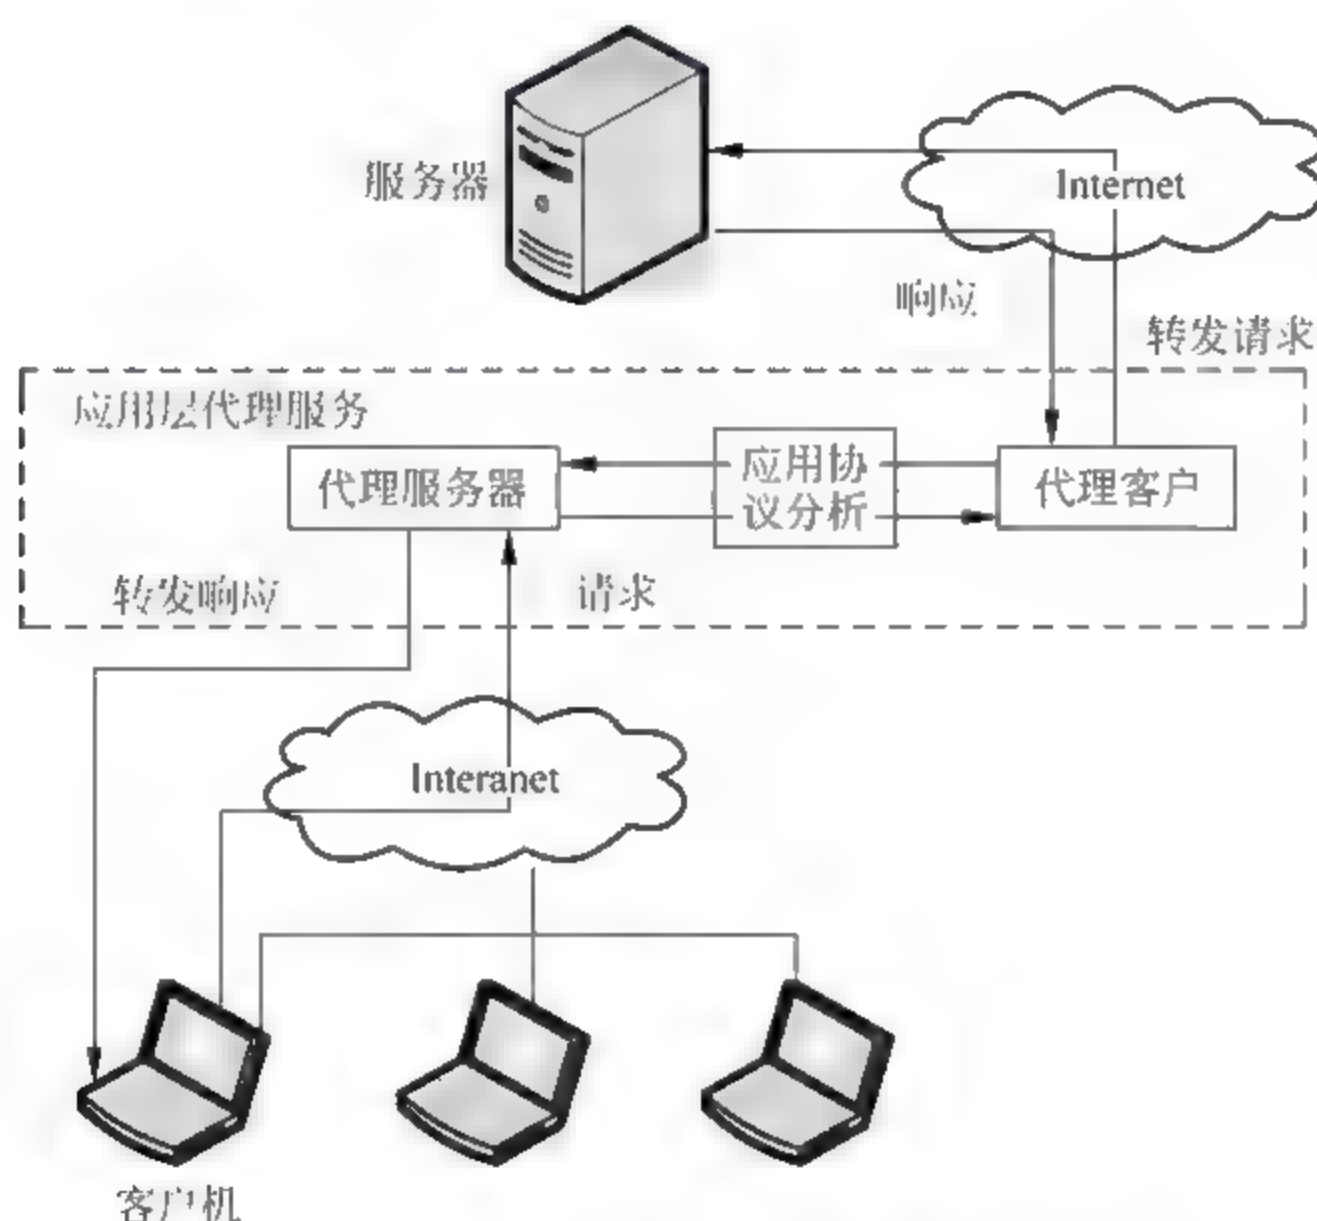 服务器
Internet
响应
转发请求
应用层代理服务
代理服务器
应用协
议分析
代理客户
转发响应
请求
Interanet
客户机